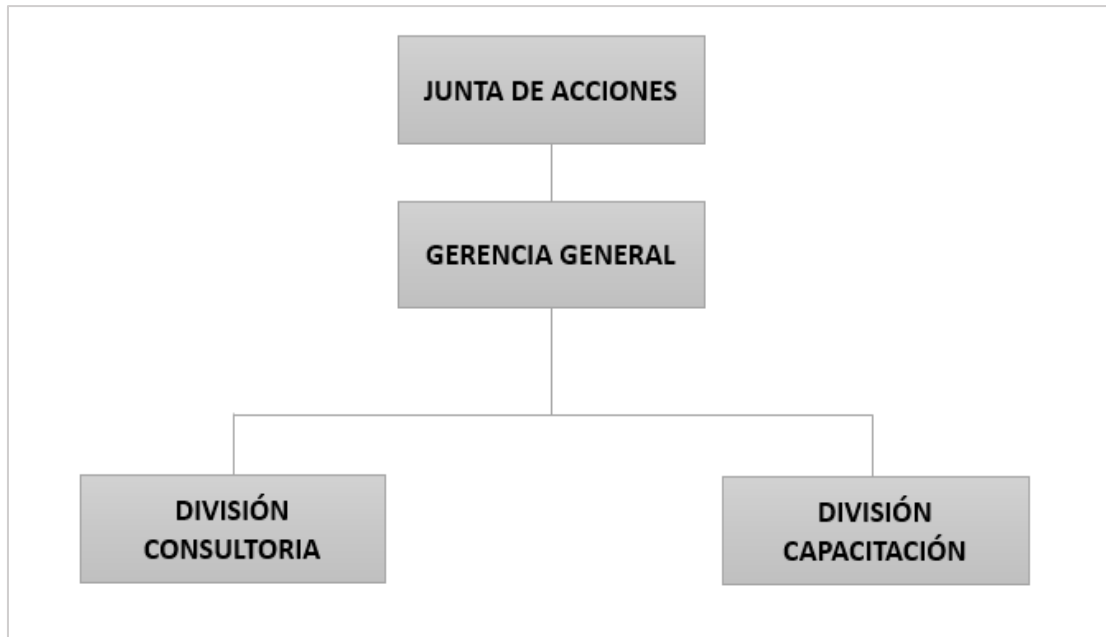 JUNTA DE ACCIONES
GERENCIA GENERAL
DIVISIÓN
CONSULTORIA
DIVISIÓN
CAPACITACIÓN